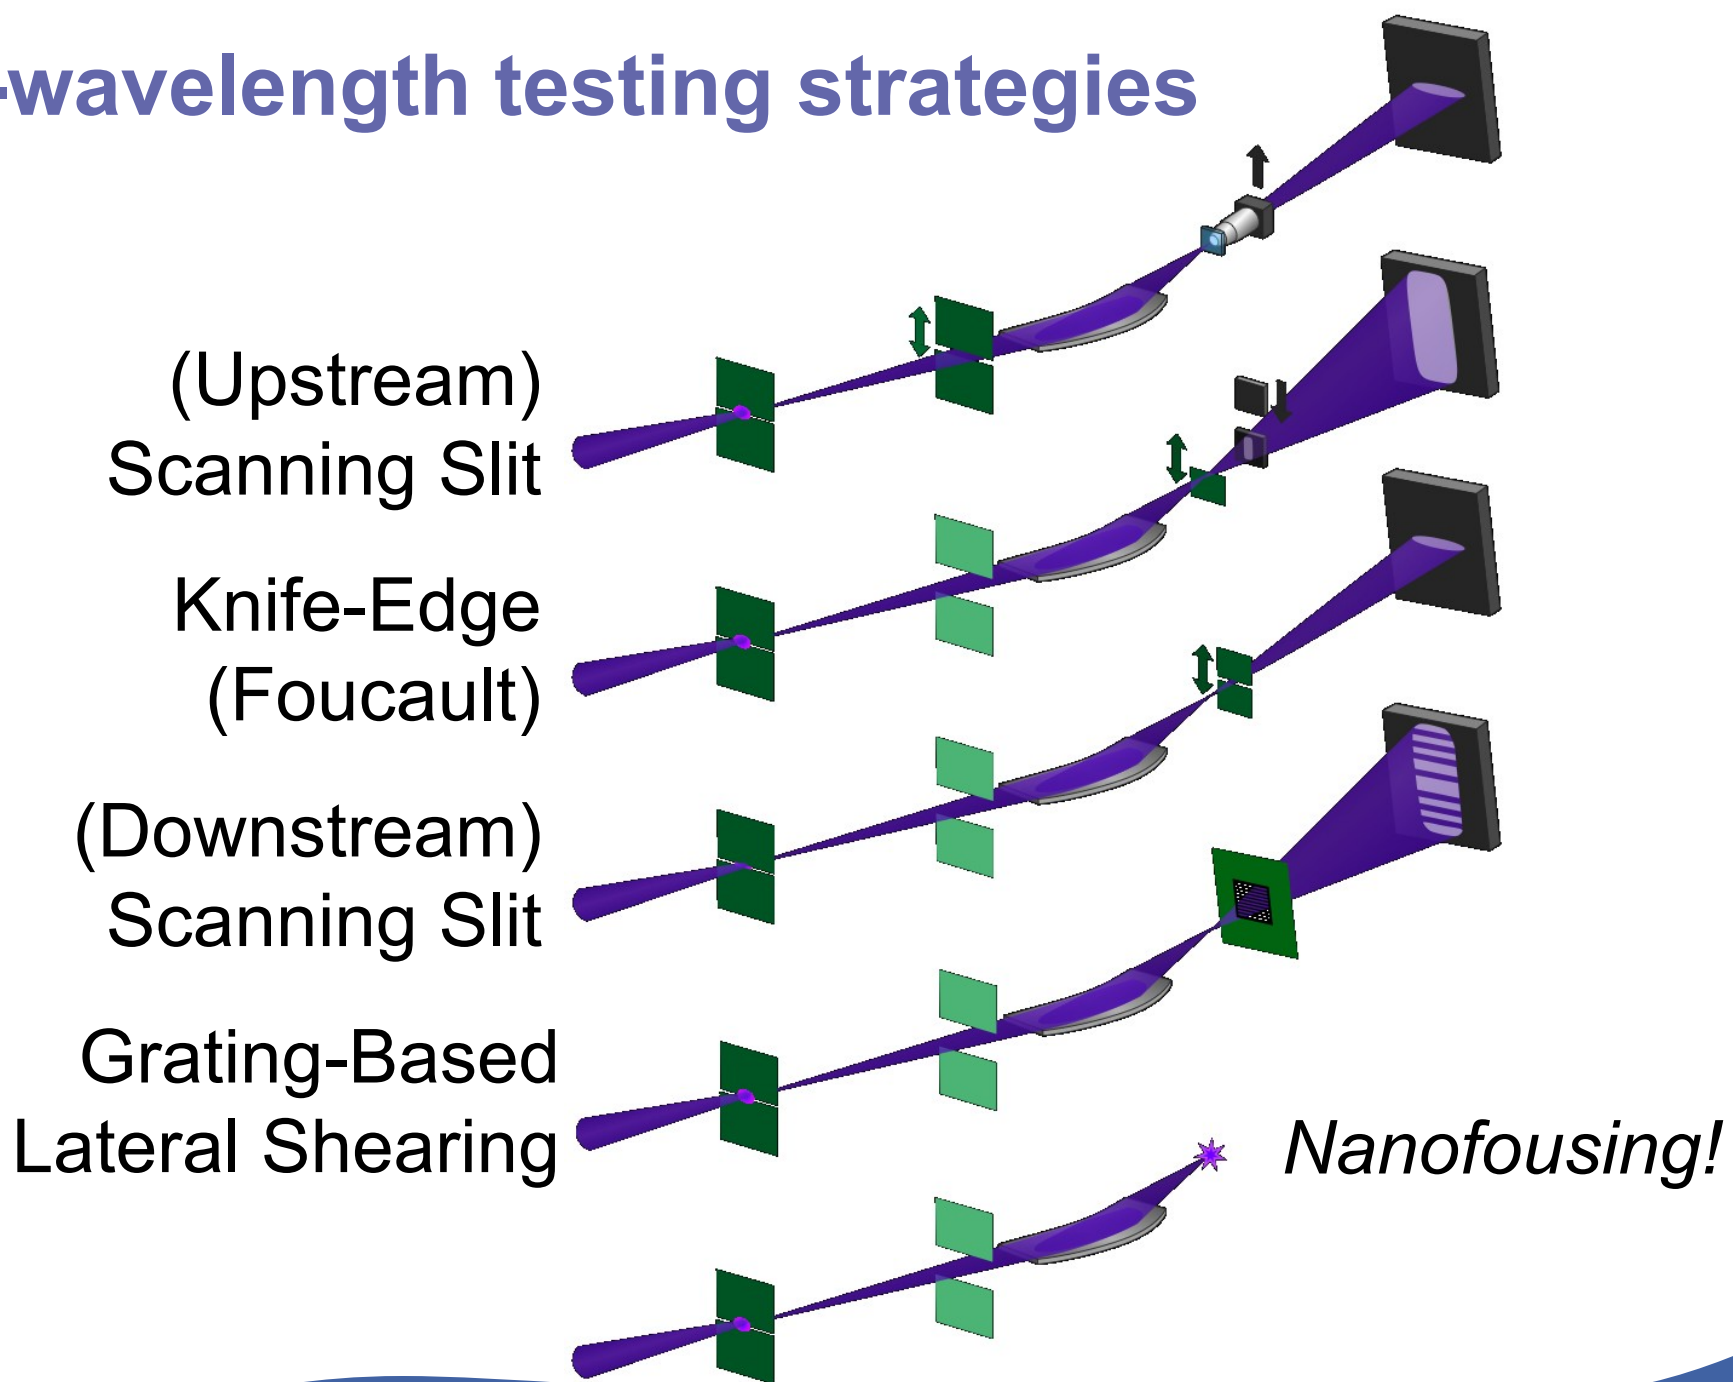 -wavelength testing strategies
(Upstream)
Scanning Slit
Knife-Edge
(Foucault)
(Downstream)
Scanning Slit
Grating-Based
Lateral Shearing
Nanofousing!